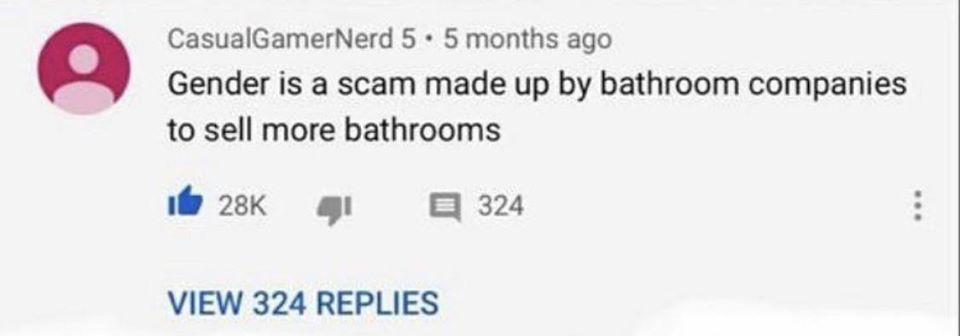 CasualGamerNerd 5 • 5 months ago
Gender is a scam made up by bathroom companies
to sell more bathrooms
28K 324
VIEW 324 REPLIES